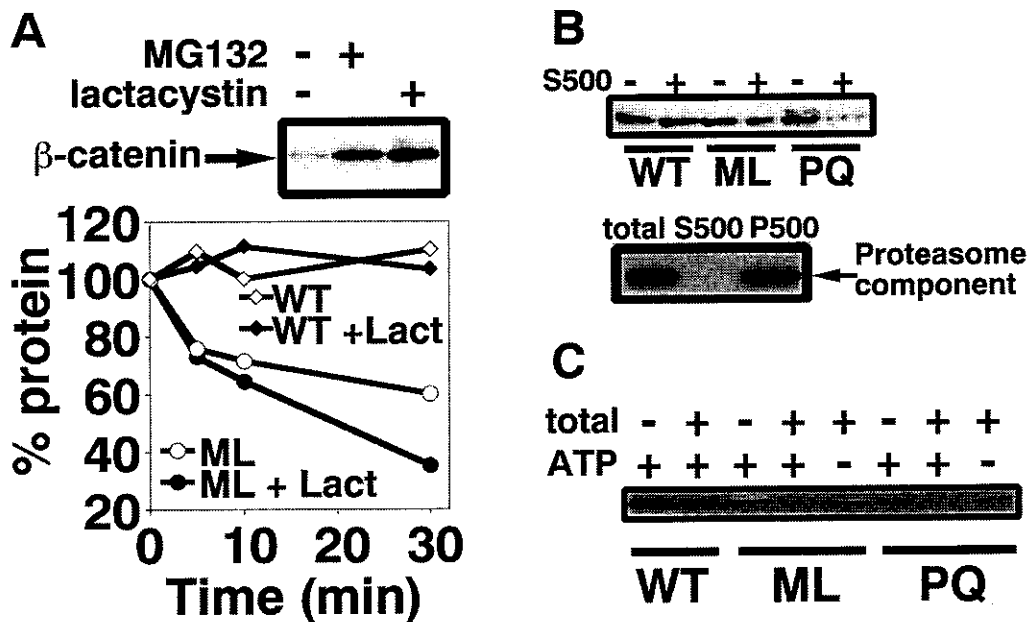 A
MG132 - +
lactacystin - +
β-catenin
120
100
80
60
40
20
% protein
WT
WT +Lact
ML
ML + Lact
0 10 20 30
Time (min)
B
S500 - + - + - +
WT ML PQ
total S500 P500
Proteasome
component
C
total - + - + + - + +
ATP + + + + - + + -
WT ML PQ